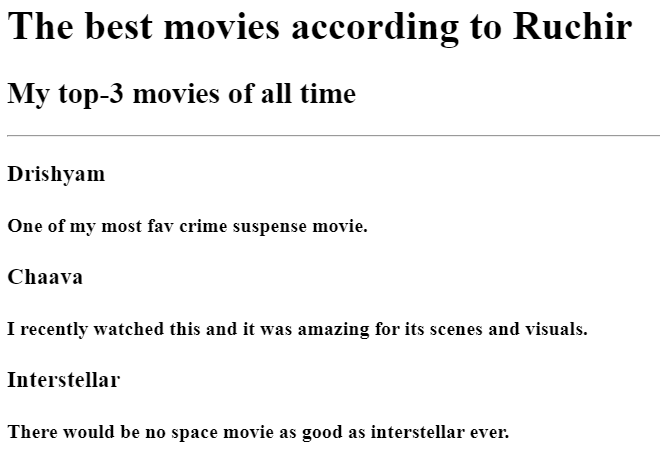 The best movies according to Ruchir
My top-3 movies of all time
Drishyam
One of my most fav crime suspense movie.
Chaava
I recently watched this and it was amazing for its scenes and visuals.
Interstellar
There would be no space movie as good as interstellar ever.